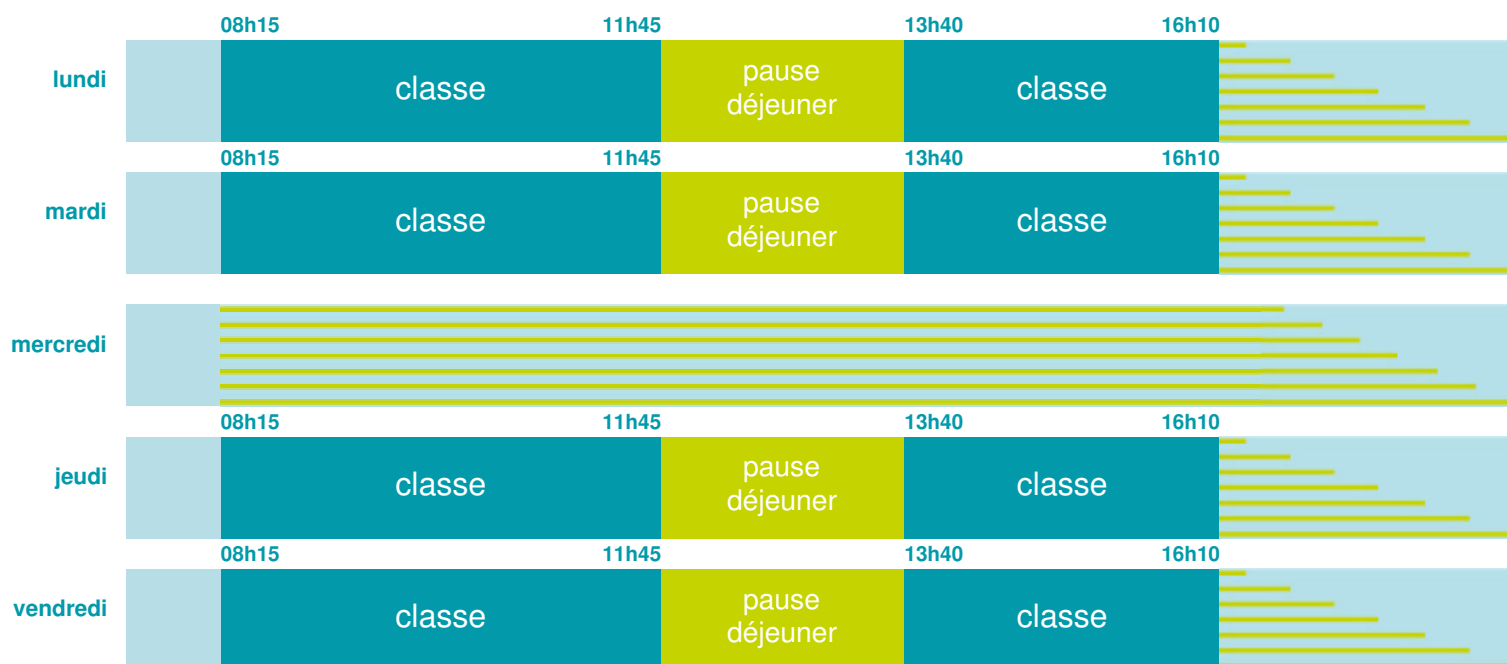 08h15 11h45 13h40 16h10
lundi classe pause déjeuner classe
08h15 11h45 13h40 16h10
mardi classe pause déjeuner classe
mercredi
08h15 11h45 13h40 16h10
jeudi classe pause déjeuner classe
08h15 11h45 13h40 16h10
vendredi classe pause déjeuner classe